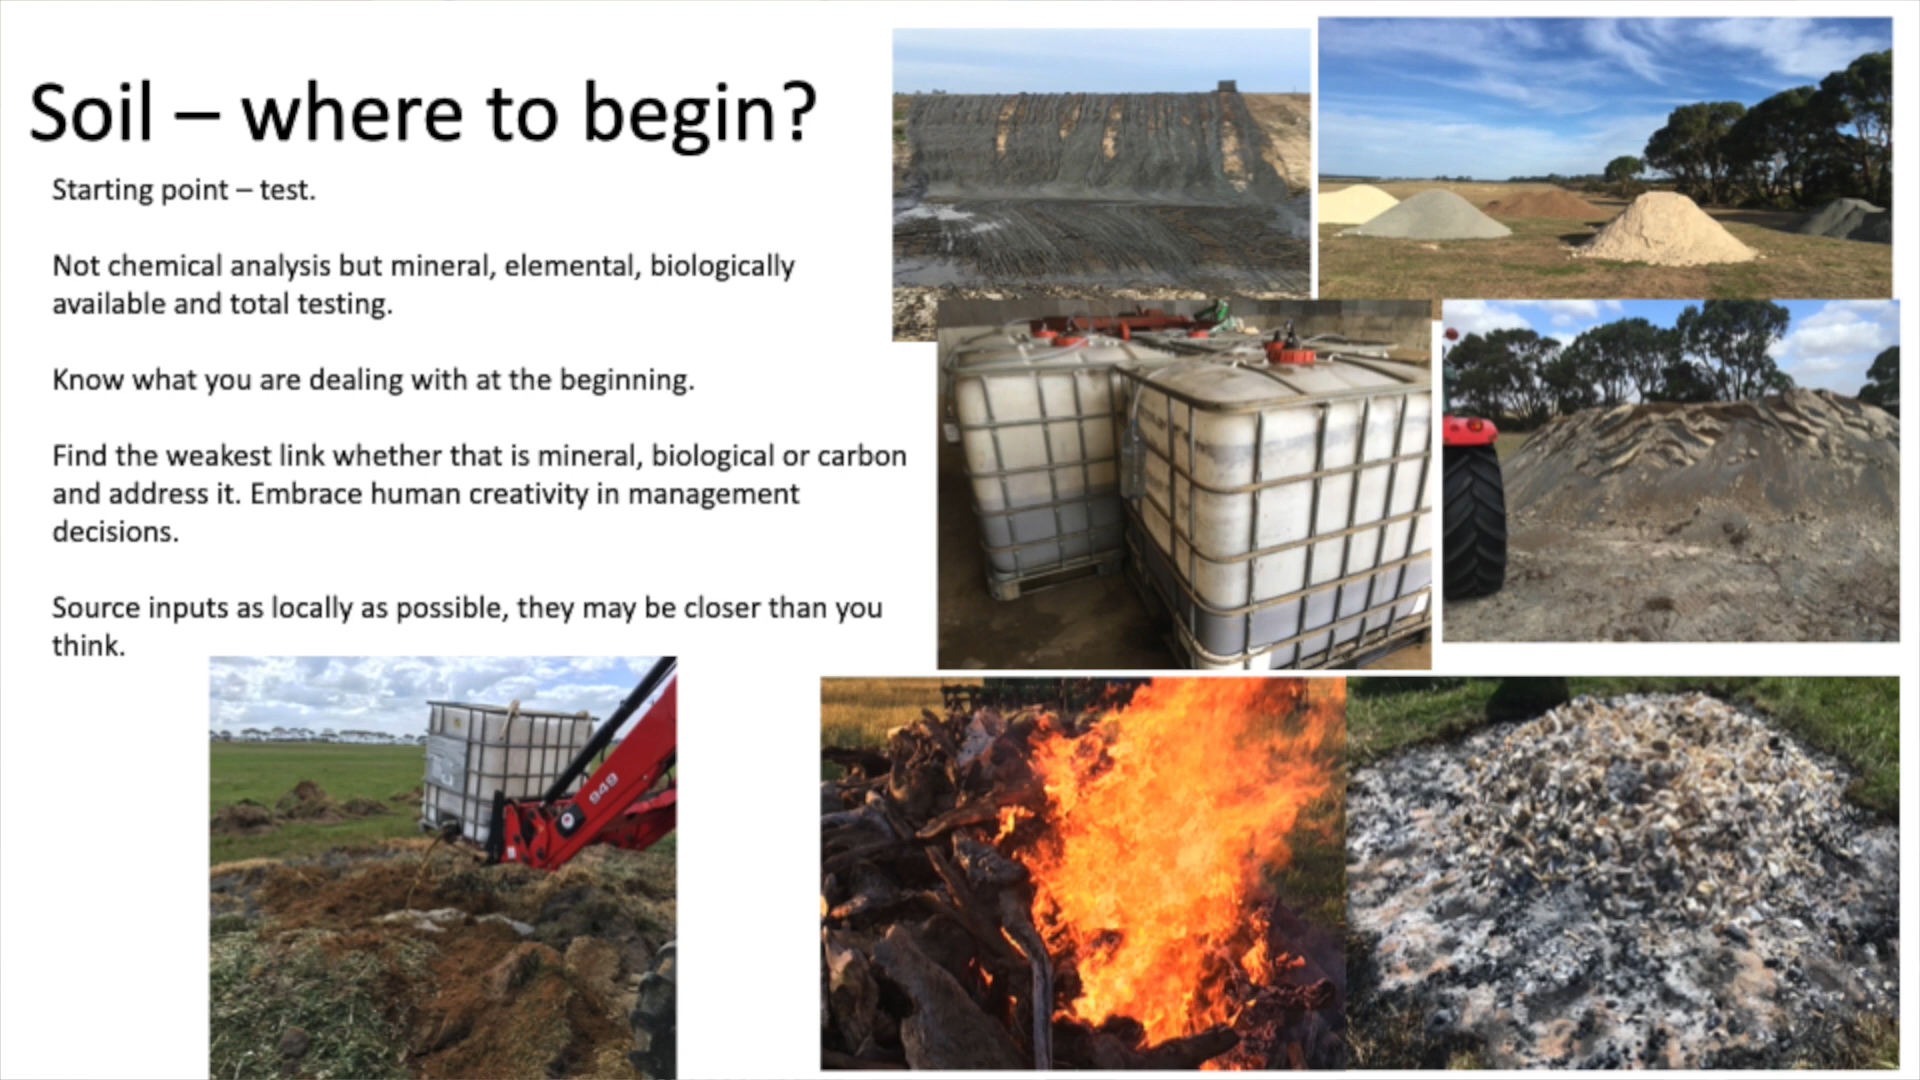 Soil – where to begin?
Starting point – test.
Not chemical analysis but mineral, elemental, biologically
available and total testing.
Know what you are dealing with at the beginning.
Find the weakest link whether that is mineral, biological or carbon
and address it. Embrace human creativity in management
decisions.
Source inputs as locally as possible, they may be closer than you
think.
949